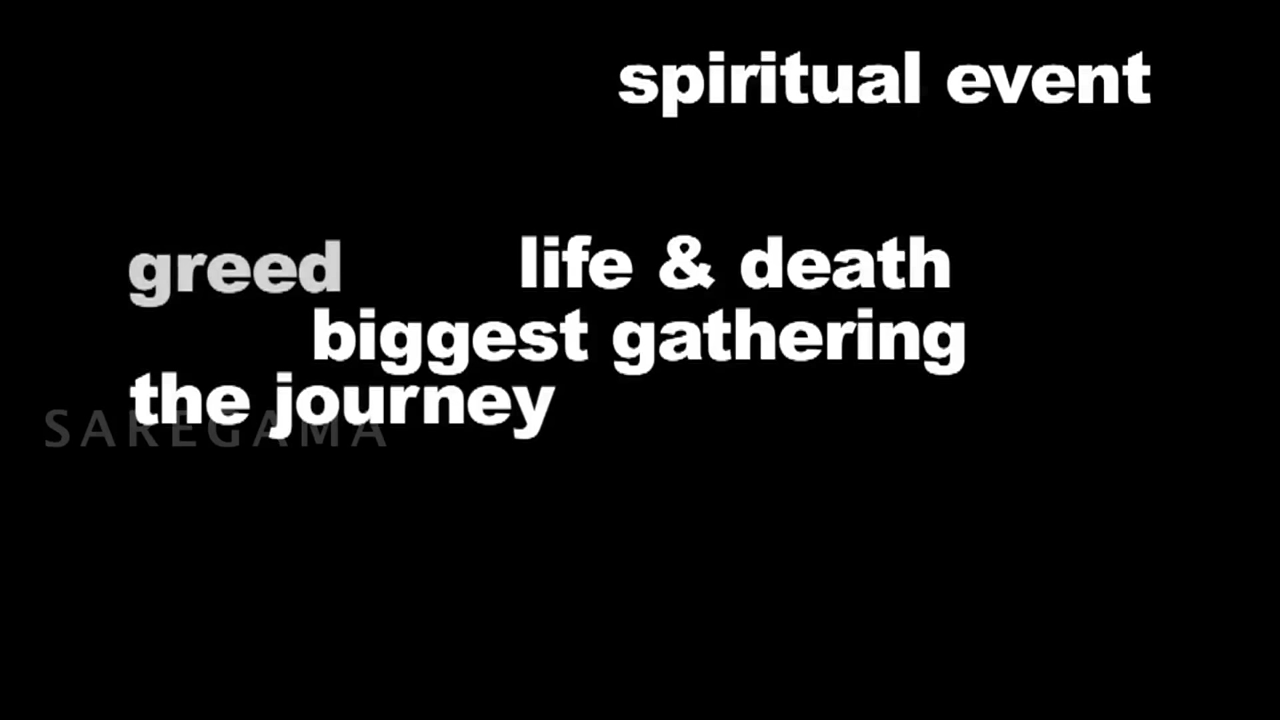 spiritual event
greed
life & death
biggest gathering
the journey
SAREGAMA